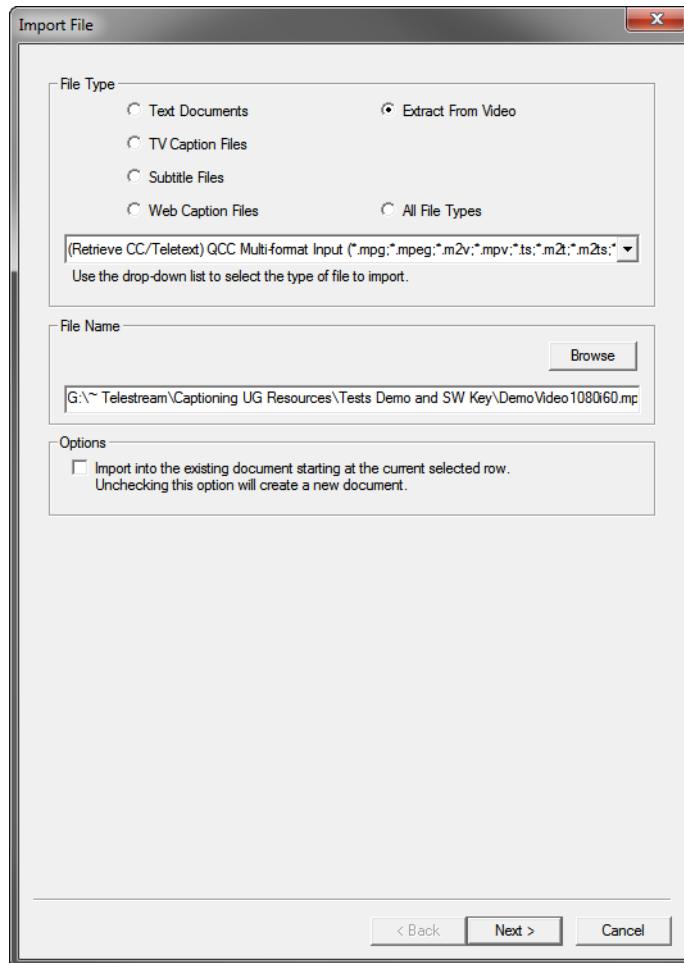 Import File
File Type
Text Documents
Extract From Video
TV Caption Files
Subtitle Files
Web Caption Files
All File Types
(Retrieve CC/Teletext) QCC Multi-format Input (*.mpg;*.mpeg;*.m2v;*.mpv;*.ts;*.m2t;*.m2ts;*
Use the drop-down list to select the type of file to import.
File Name
Browse
G:\~ Telestream\Captioning UG Resources\Tests Demo and SW Key\DemoVideo1080i60.mp
Options
Import into the existing document starting at the current selected row.
Unchecking this option will create a new document.
< Back
Next >
Cancel